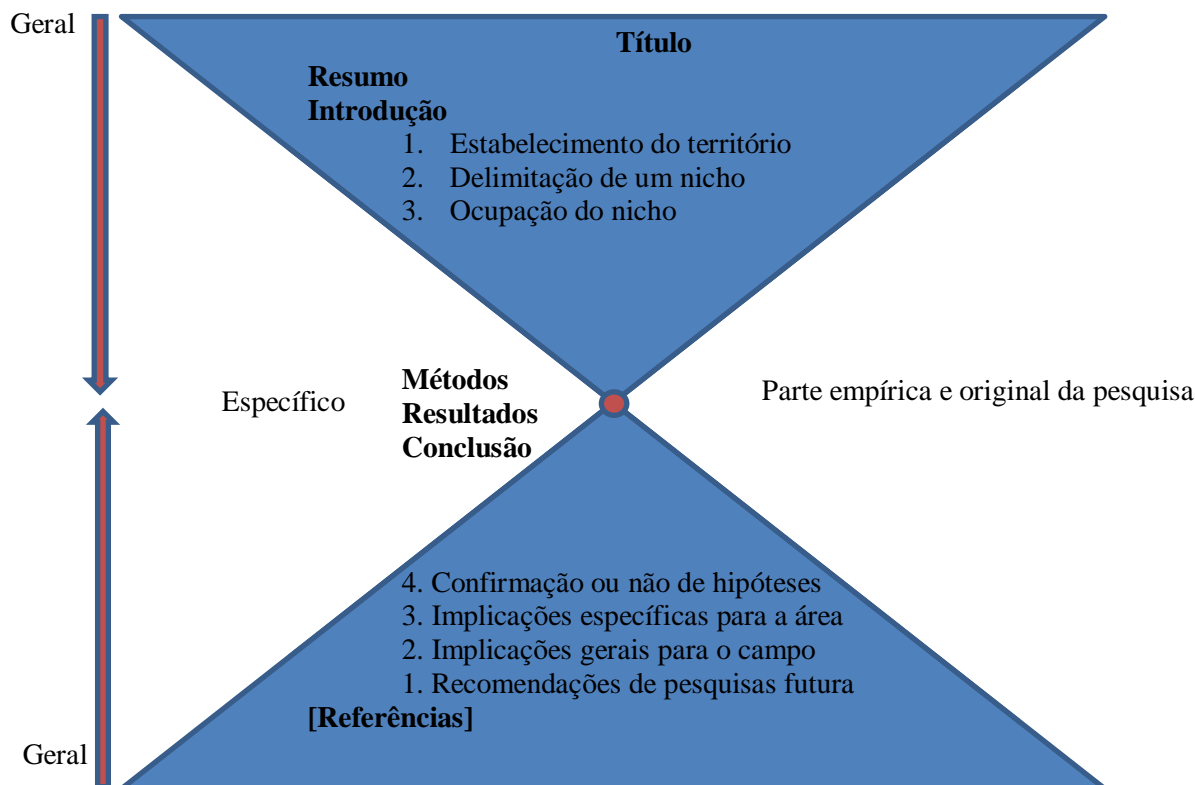 Geral
Título
Resumo
Introdução
1. Estabelecimento do território
2. Delimitação de um nicho
3. Ocupação do nicho
Específico
Métodos
Resultados
Conclusão
Parte empírica e original da pesquisa
4. Confirmação ou não de hipóteses
3. Implicações específicas para a área
2. Implicações gerais para o campo
1. Recomendações de pesquisas futura
[Referências]
Geral